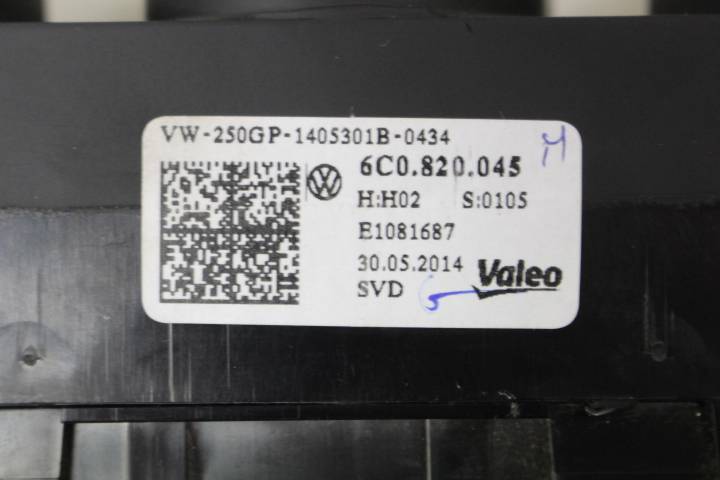 VW-250GP-1405301B-0434
6C0.820.045
H:H02 S:0105
E1081687
30.05.2014
SVD
Valeo